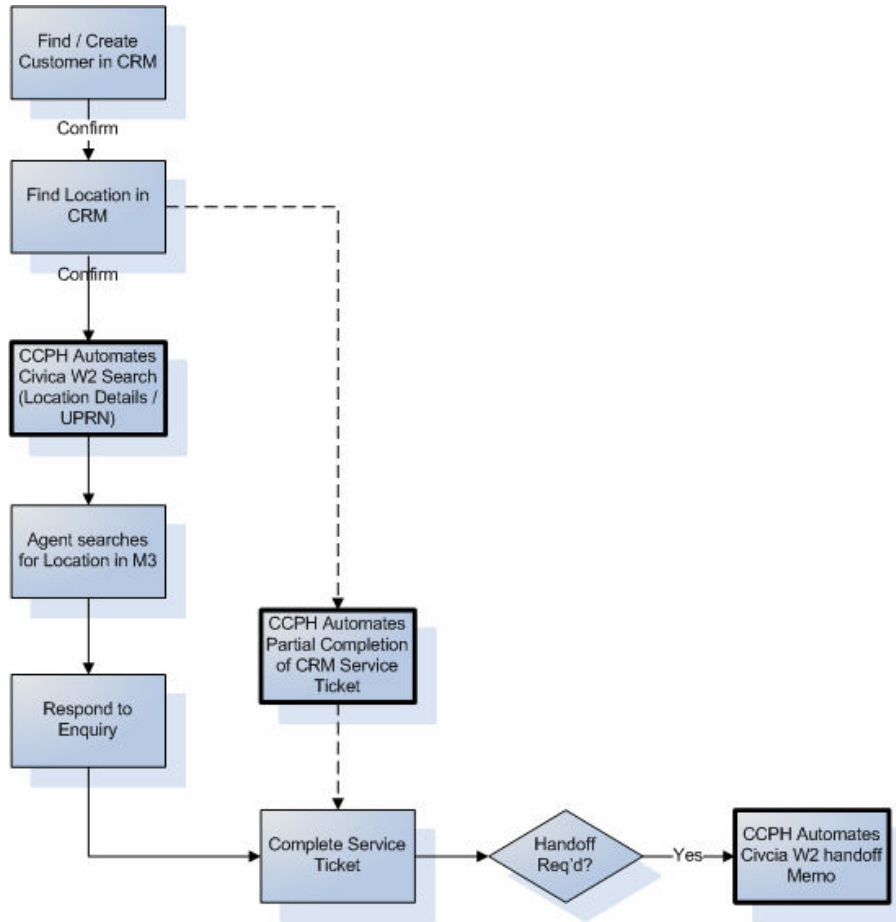 Find / Create
Customer in CRM
Confirm
Find Location in
CRM
Confirm
CCPH Automates
Civica W2 Search
(Location Details /
UPRN)
Agent searches
for Location in M3
CCPH Automates
Partial Completion
of CRM Service
Ticket
Respond to
Enquiry
Complete Service
Ticket
Handoff
Req'd?
Yes
CCPH Automates
Civcia W2 handoff
Memo